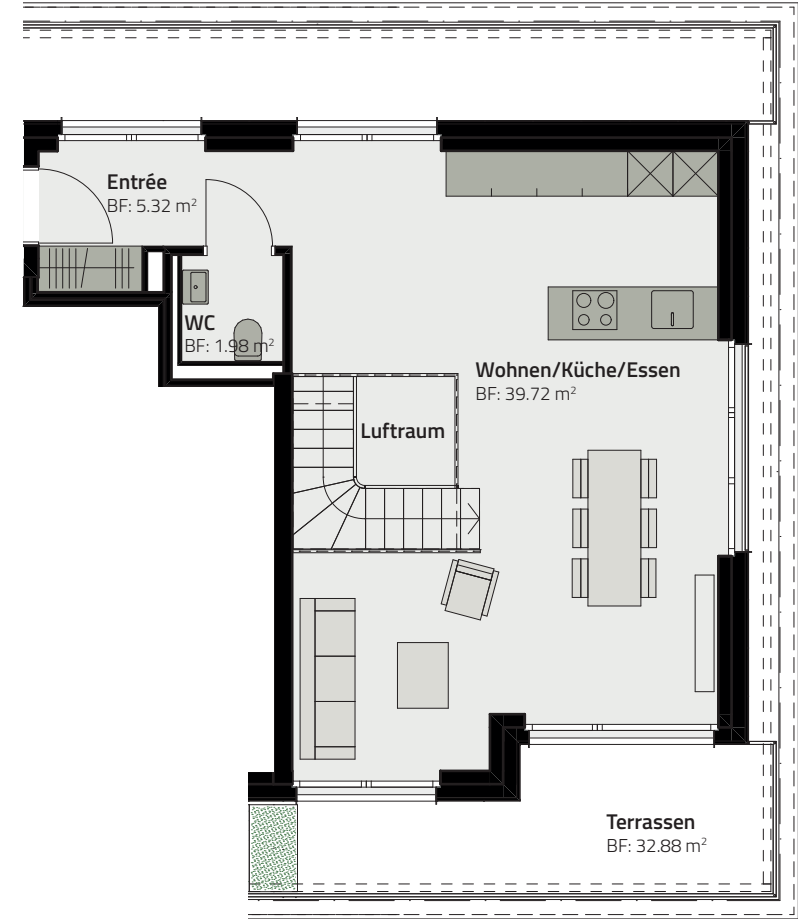 Entrée
BF: 5.32 m²
WC
BF: 1.98 m²
Wohnen/Küche/Essen
BF: 39.72 m²
Luftraum
Terrassen
BF: 32.88 m²